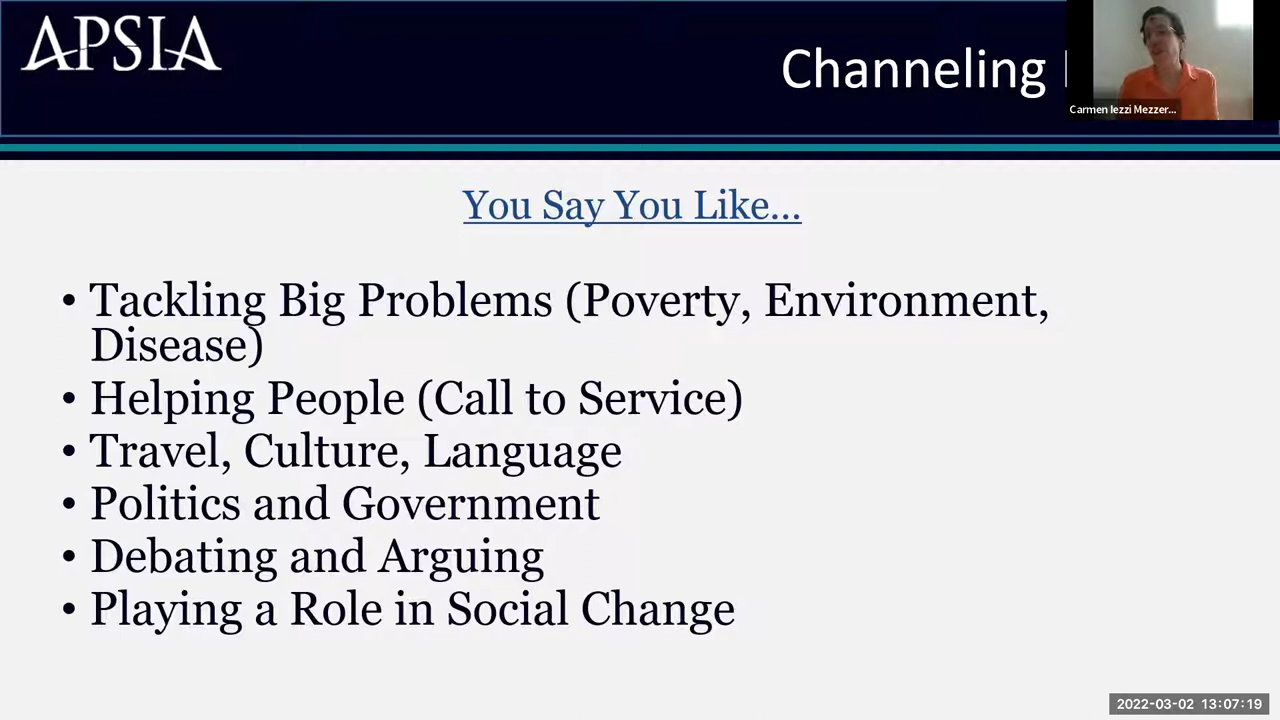 APSIA
Channeling
Carmen Iezzi Mezzer...
You Say You Like...
• Tackling Big Problems (Poverty, Environment,
Disease)
• Helping People (Call to Service)
• Travel, Culture, Language
• Politics and Government
• Debating and Arguing
• Playing a Role in Social Change
2022-03-02 13:07:19